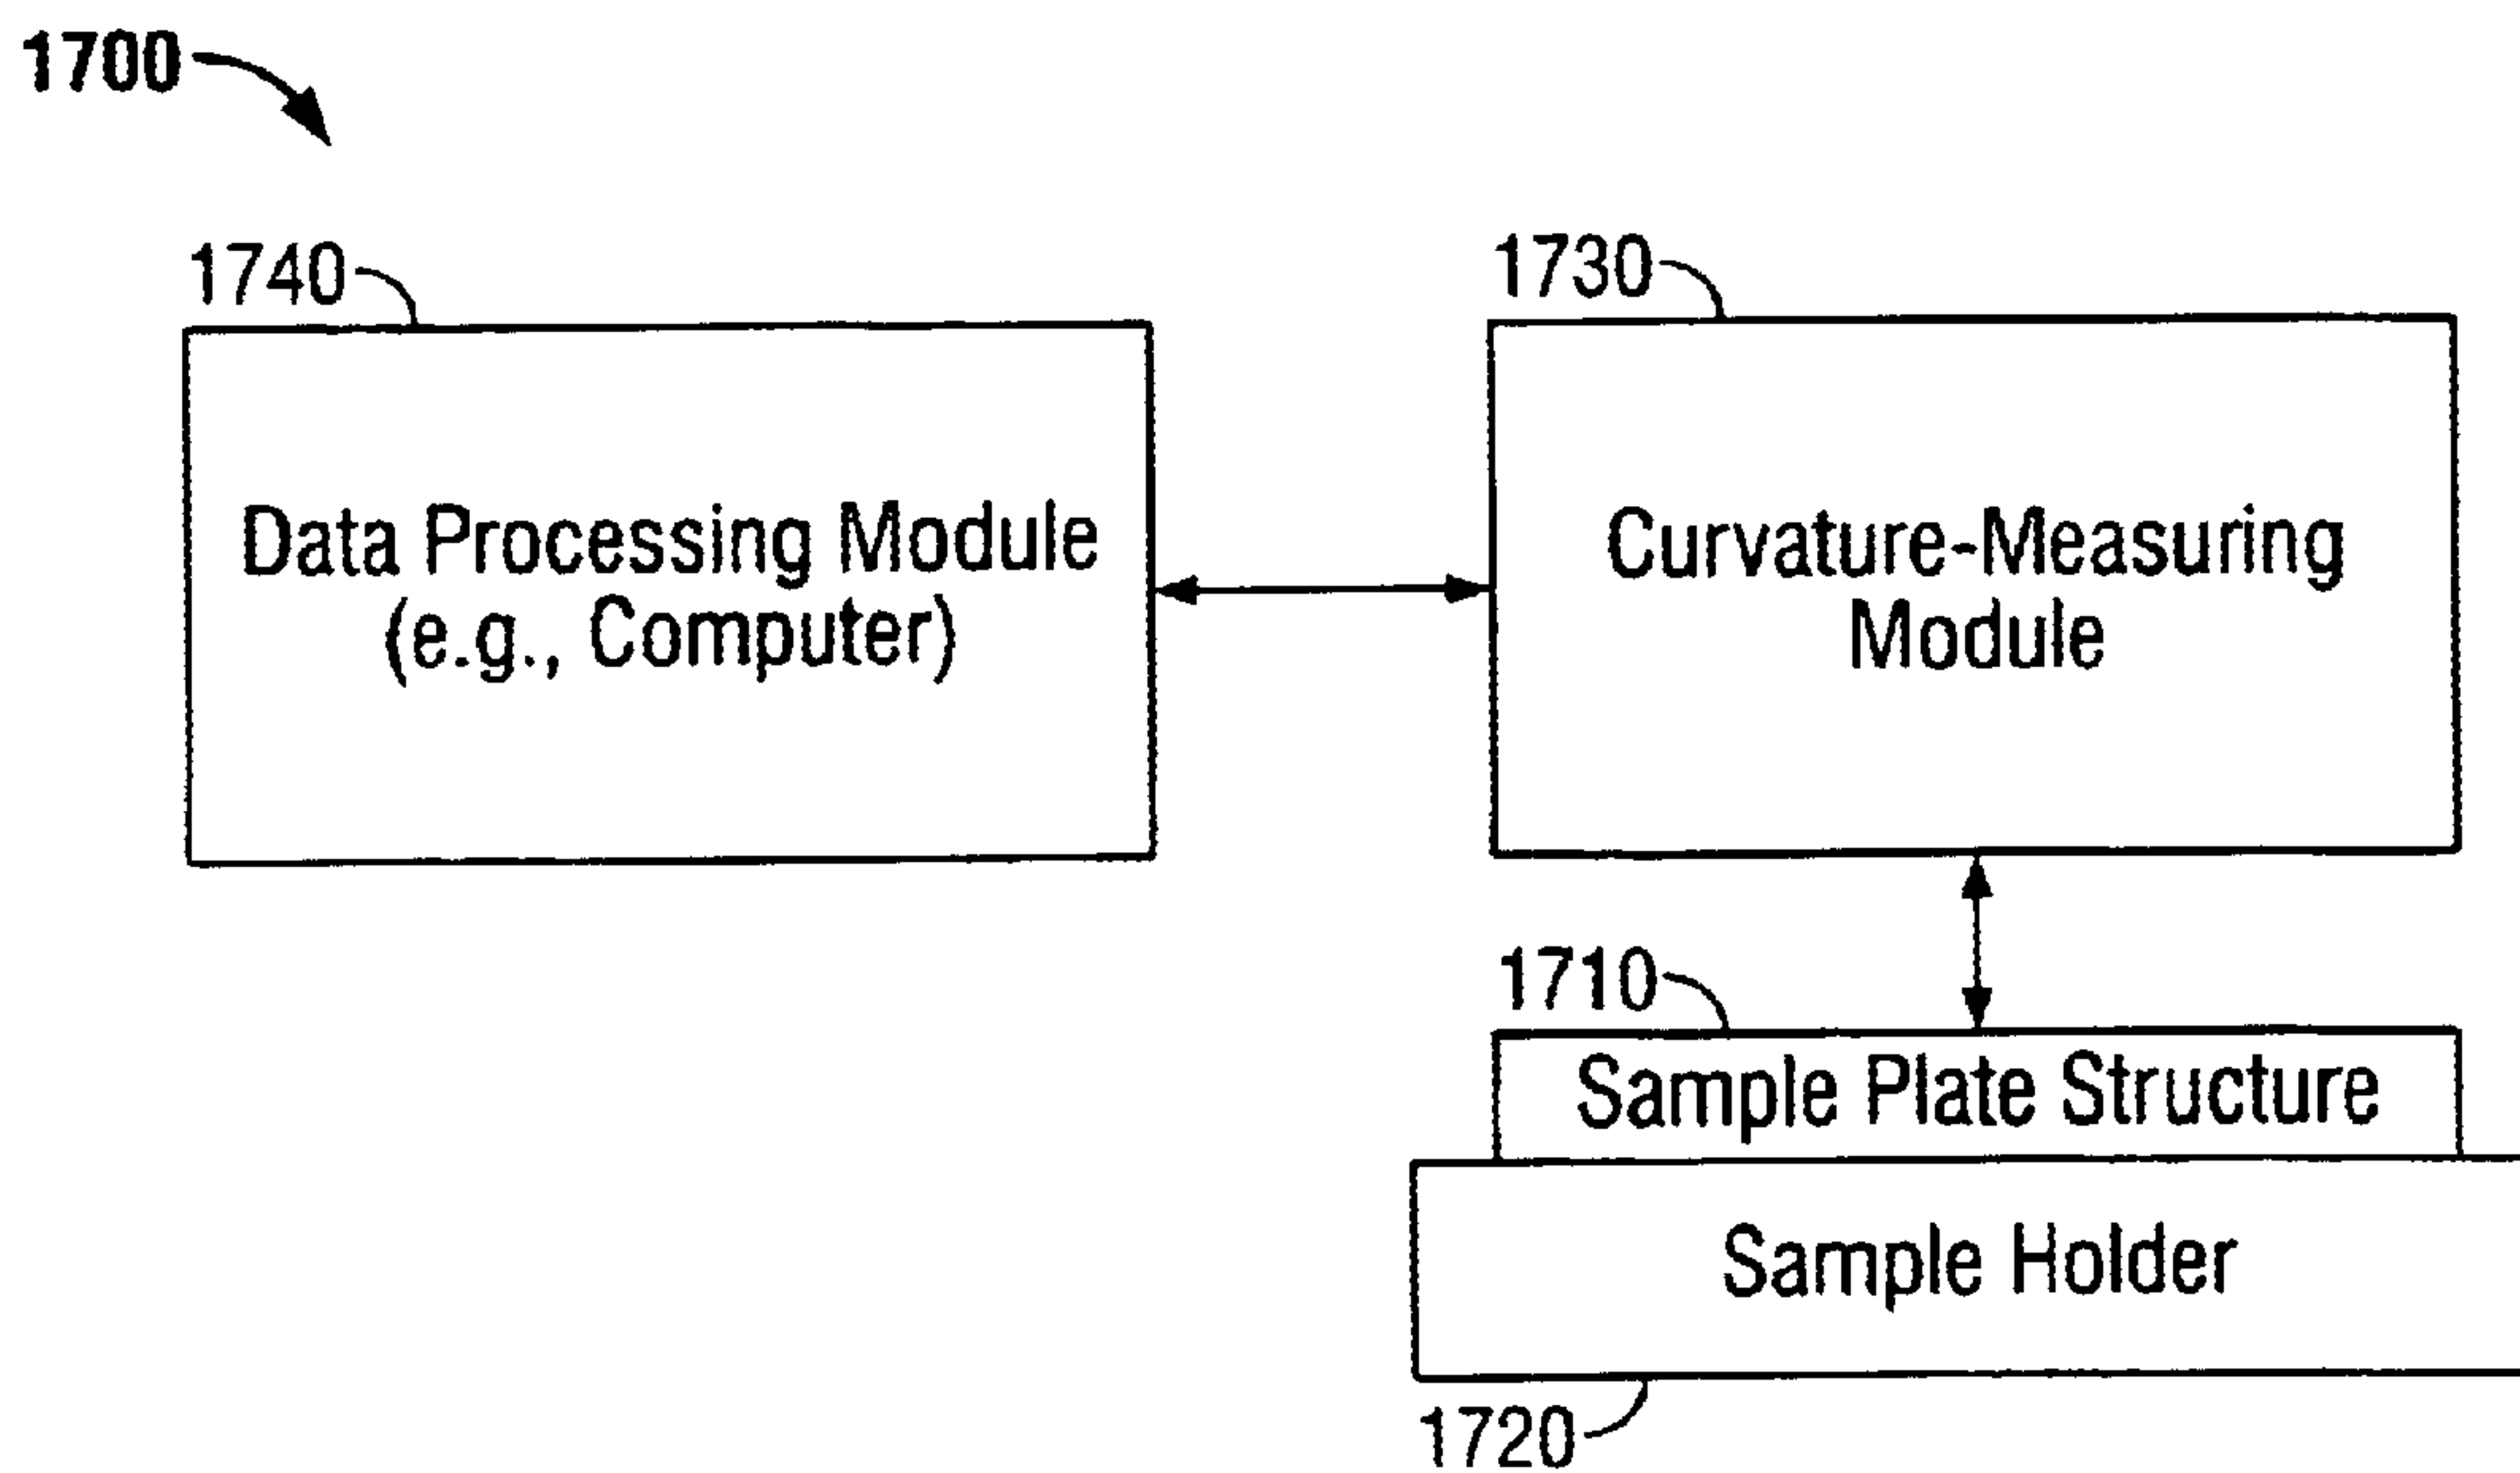 1700
1740
1730
Data Processing Module
(e.g., Computer)
Curvature-Measuring
Module
1710
Sample Plate Structure
Sample Holder
1720